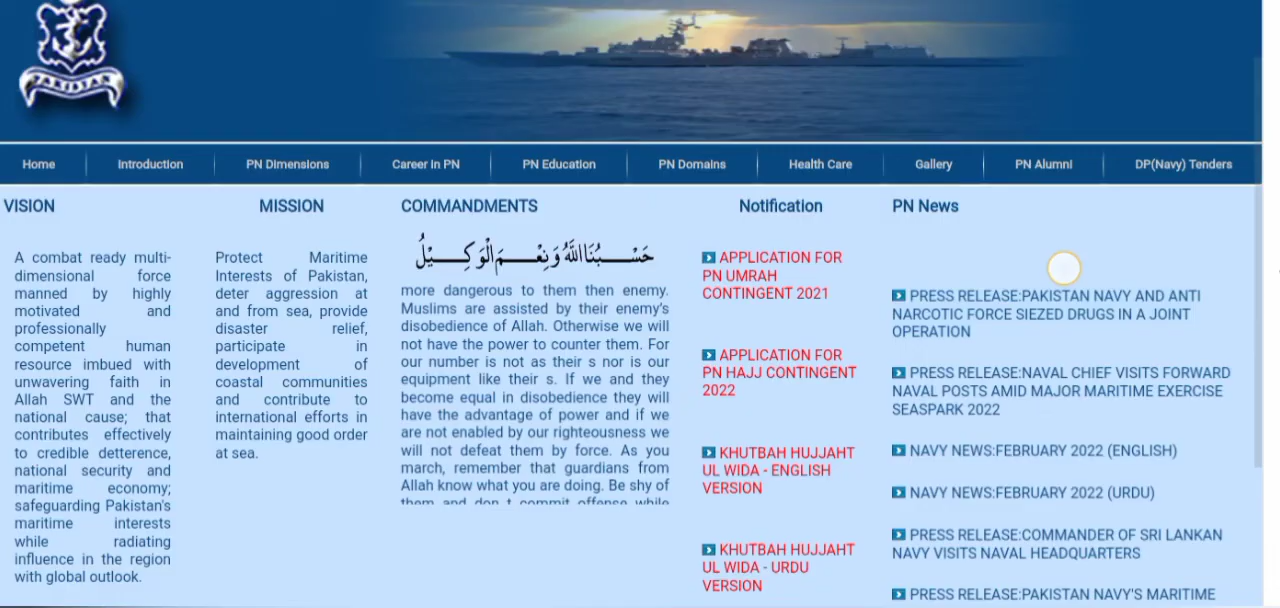 PAKISTAN
Home
Introduction
PN Dimensions
Career in PN
PN Education
PN Domains
Health Care
Gallery
PN Alumni
DP(Navy) Tenders
VISION
A combat ready multi-
dimensional force
manned by highly
motivated and
professionally
competent human
resource imbued with
unwavering faith in
Allah SWT and the
national cause; that
contributes effectively
to credible detterence,
national security and
maritime economy;
safeguarding Pakistan's
maritime interests
while radiating
influence in the region
with global outlook.
MISSION
Protect Maritime
Interests of Pakistan,
deter aggression at
and from sea, provide
disaster relief,
participate in
development of
coastal communities
and contribute to
international efforts in
maintaining good order
at sea.
COMMANDMENTS
حَسْبُنَا اللَّهُ وَنِعْمَ الْوَكِيلُ
more dangerous to them then enemy.
Muslims are assisted by their enemy's
disobedience of Allah. Otherwise we will
not have the power to counter them. For
our number is not as their s nor is our
equipment like their s. If we and they
become equal in disobedience they will
have the advantage of power and if we
are not enabled by our righteousness we
will not defeat them by force. As you
march, remember that guardians from
Allah know what you are doing. Be shy of
them and don t commit offense while
Notification
APPLICATION FOR
PN UMRAH
CONTINGENT 2021
APPLICATION FOR
PN HAJJ CONTINGENT
2022
KHUTBAH HUJJAHT
UL WIDA - ENGLISH
VERSION
KHUTBAH HUJJAHT
UL WIDA - URDU
VERSION
PN News
PRESS RELEASE:PAKISTAN NAVY AND ANTI
NARCOTIC FORCE SIEZED DRUGS IN A JOINT
OPERATION
PRESS RELEASE:NAVAL CHIEF VISITS FORWARD
NAVAL POSTS AMID MAJOR MARITIME EXERCISE
SEASPARK 2022
NAVY NEWS:FEBRUARY 2022 (ENGLISH)
NAVY NEWS:FEBRUARY 2022 (URDU)
PRESS RELEASE:COMMANDER OF SRI LANKAN
NAVY VISITS NAVAL HEADQUARTERS
PRESS RELEASE:PAKISTAN NAVY'S MARITIME